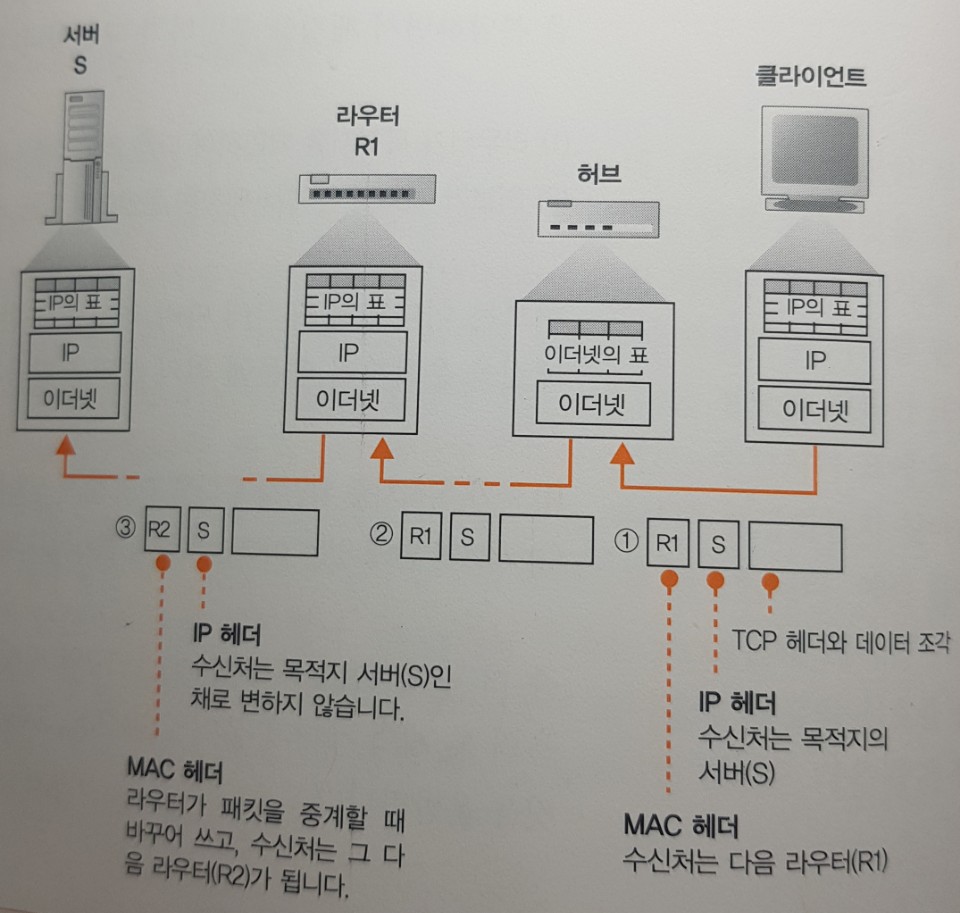 서버
S
라우터
R1
허브
클라이언트
IP의 표
IP
이더넷
IP의 표
IP
이더넷
이더넷의 표
이더넷
IP의 표
IP
이더넷
③ R2 S
② R1 S
① R1 S
IP 헤더
수신처는 목적지 서버(S)인
채로 변하지 않습니다.
MAC 헤더
라우터가 패킷을 중계할 때
바꾸어 쓰고, 수신처는 그 다
음 라우터(R2)가 됩니다.
TCP 헤더와 데이터 조각
IP 헤더
수신처는 목적지의
서버(S)
MAC 헤더
수신처는 다음 라우터(R1)